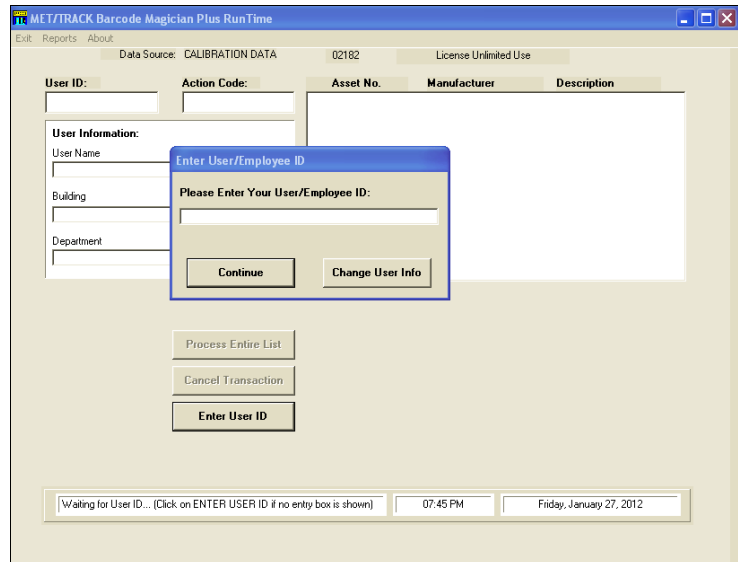 MET/TRACK Barcode Magician Plus RunTime
Exit Reports About
Data Source: CALIBRATION DATA 02182 License Unlimited Use
User ID: Action Code: Asset No. Manufacturer Description
User Information:
User Name
Building
Department
Enter User/Employee ID
Please Enter Your User/Employee ID:
Continue Change User Info
Process Entire List
Cancel Transaction
Enter User ID
Waiting for User ID... (Click on ENTER USER ID if no entry box is shown) 07:45 PM Friday, January 27, 2012